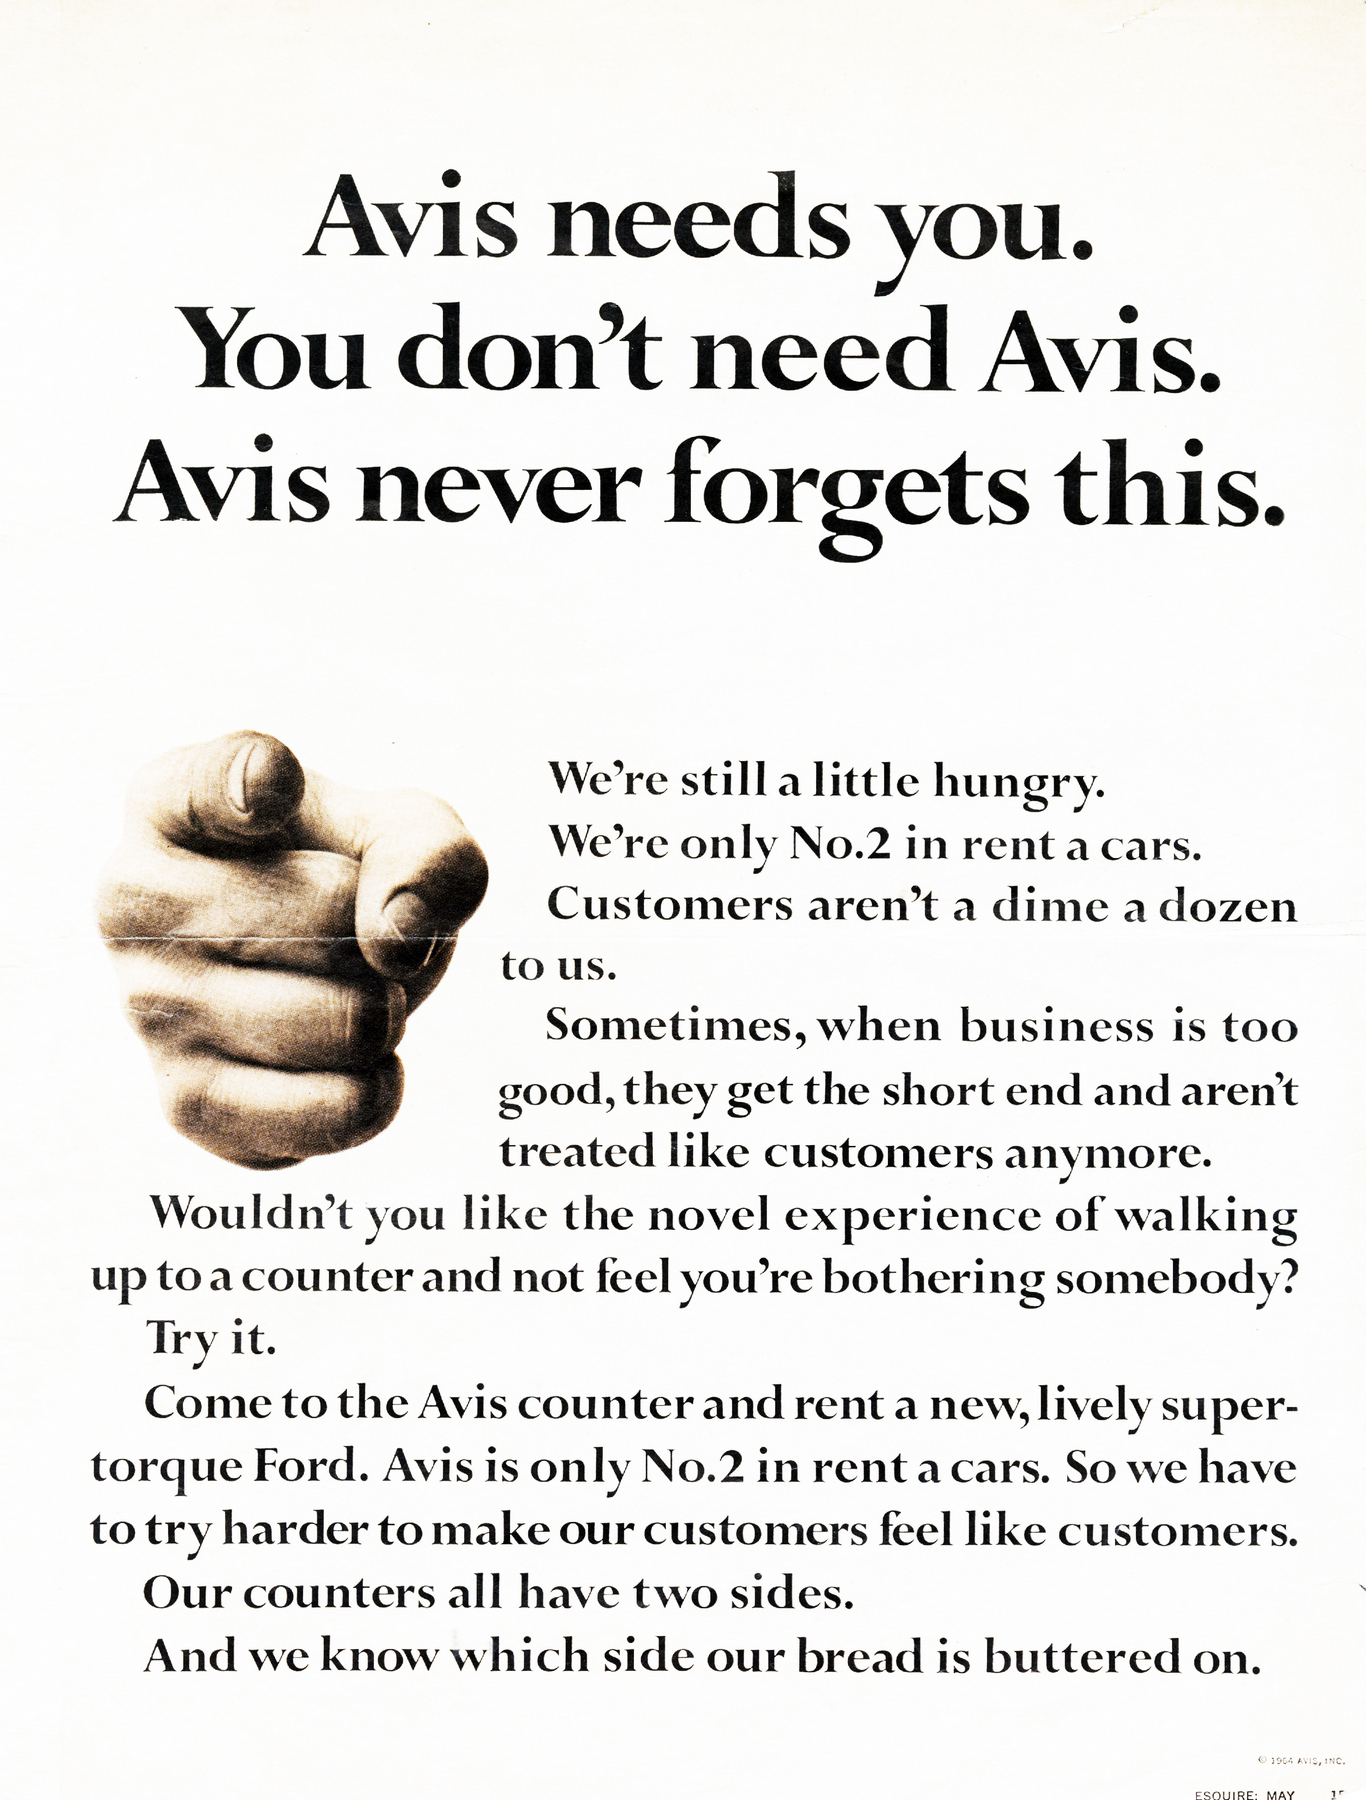 Avis needs you.
You don't need Avis.
Avis never forgets this.
We're still a little hungry.
We're only No.2 in rent a cars.
Customers aren't a dime a dozen
to us.
Sometimes, when business is too
good, they get the short end and aren't
treated like customers anymore.
Wouldn't you like the novel experience of walking
up to a counter and not feel you're bothering somebody?
Try it.
Come to the Avis counter and rent a new, lively super-
torque Ford. Avis is only No.2 in rent a cars. So we have
to try harder to make our customers feel like customers.
Our counters all have two sides.
And we know which side our bread is buttered on.
© 1964 AVIS, INC.
ESQUIRE: MAY